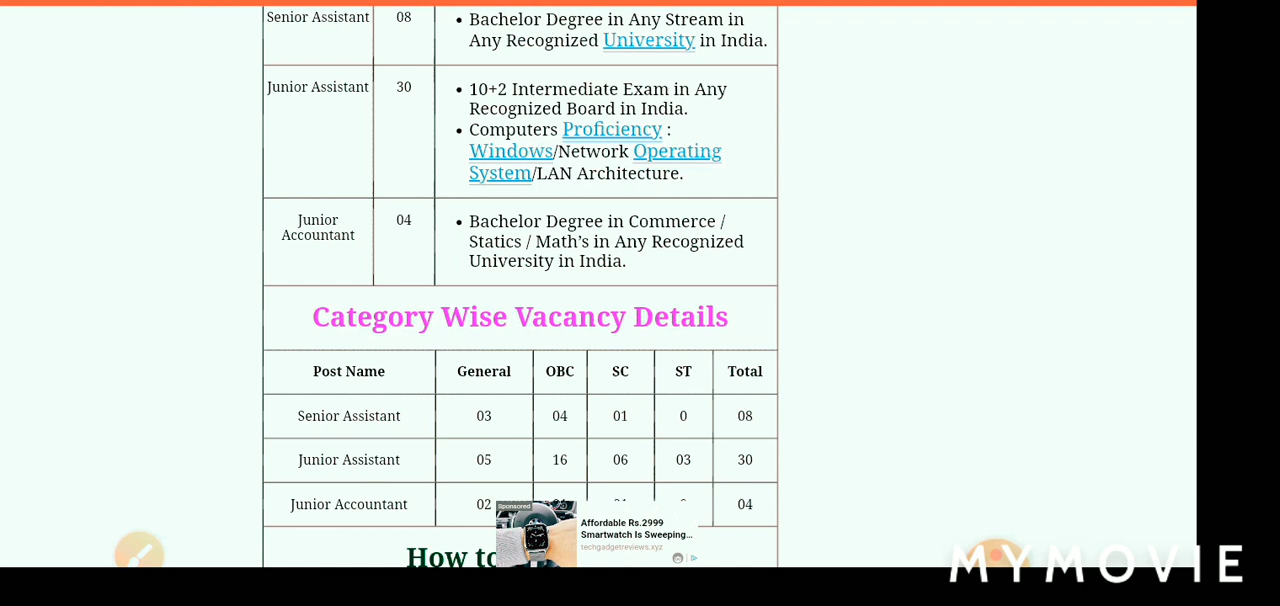 Senior Assistant 08 • Bachelor Degree in Any Stream in
Any Recognized University in India.
Junior Assistant 30 • 10+2 Intermediate Exam in Any
Recognized Board in India.
• Computers Proficiency :
Windows/Network Operating
System/LAN Architecture.
Junior Accountant 04 • Bachelor Degree in Commerce /
Statics / Math's in Any Recognized
University in India.
Category Wise Vacancy Details
Post Name General OBC SC ST Total
Senior Assistant 03 04 01 0 08
Junior Assistant 05 16 06 03 30
Junior Accountant 02 04
Sponsored
Affordable Rs.2999
Smartwatch Is Sweeping...
techgadgetreviews.xyz
How to
MYMOVIE